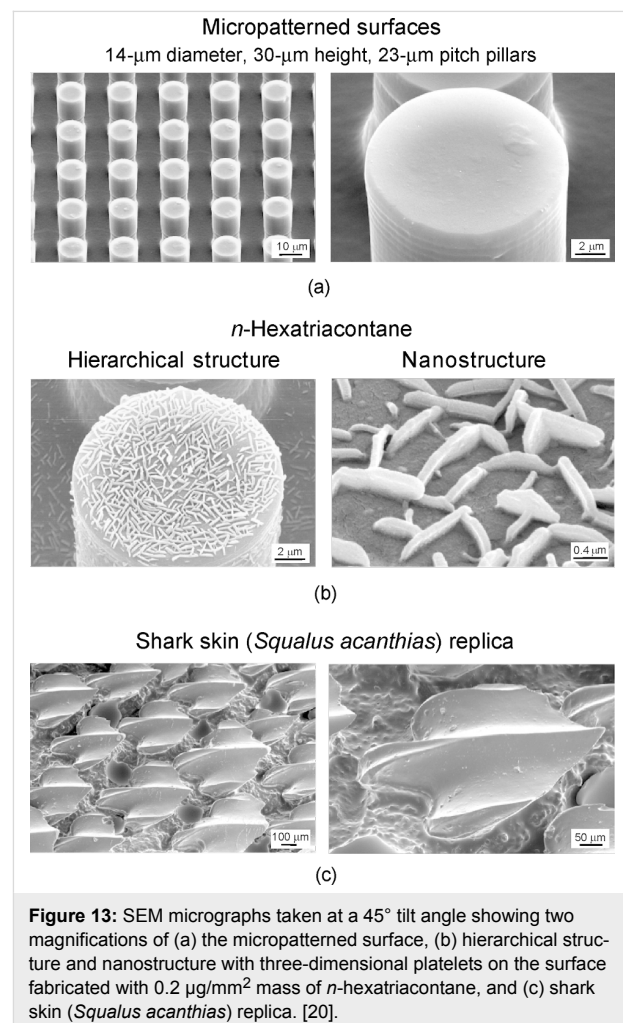 Micropatterned surfaces
14-µm diameter, 30-µm height, 23-µm pitch pillars
10 µm
2 µm
(a)
n-Hexatriacontane
Hierarchical structure
Nanostructure
2 µm
0.4 µm
(b)
Shark skin (Squalus acanthias) replica
100 µm
50 µm
(c)
Figure 13: SEM micrographs taken at a 45° tilt angle showing two
magnifications of (a) the micropatterned surface, (b) hierarchical struc-
ture and nanostructure with three-dimensional platelets on the surface
fabricated with 0.2 µg/mm² mass of n-hexatriacontane, and (c) shark
skin (Squalus acanthias) replica. [20].